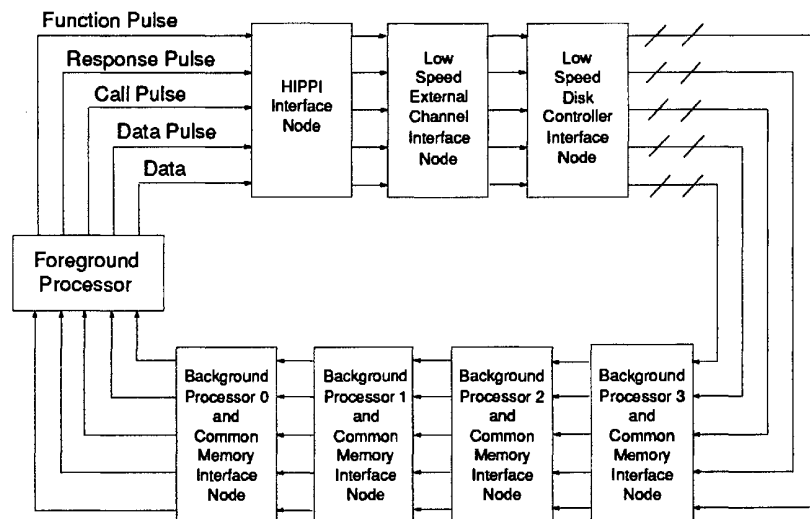 Function Pulse
Response Pulse
Call Pulse
Data Pulse
Data
HIPPI
Interface
Node
Low
Speed
External
Channel
Interface
Node
Low
Speed
Disk
Controller
Interface
Node
Foreground
Processor
Background
Processor 0
and
Common
Memory
Interface
Node
Background
Processor 1
and
Common
Memory
Interface
Node
Background
Processor 2
and
Common
Memory
Interface
Node
Background
Processor 3
and
Common
Memory
Interface
Node